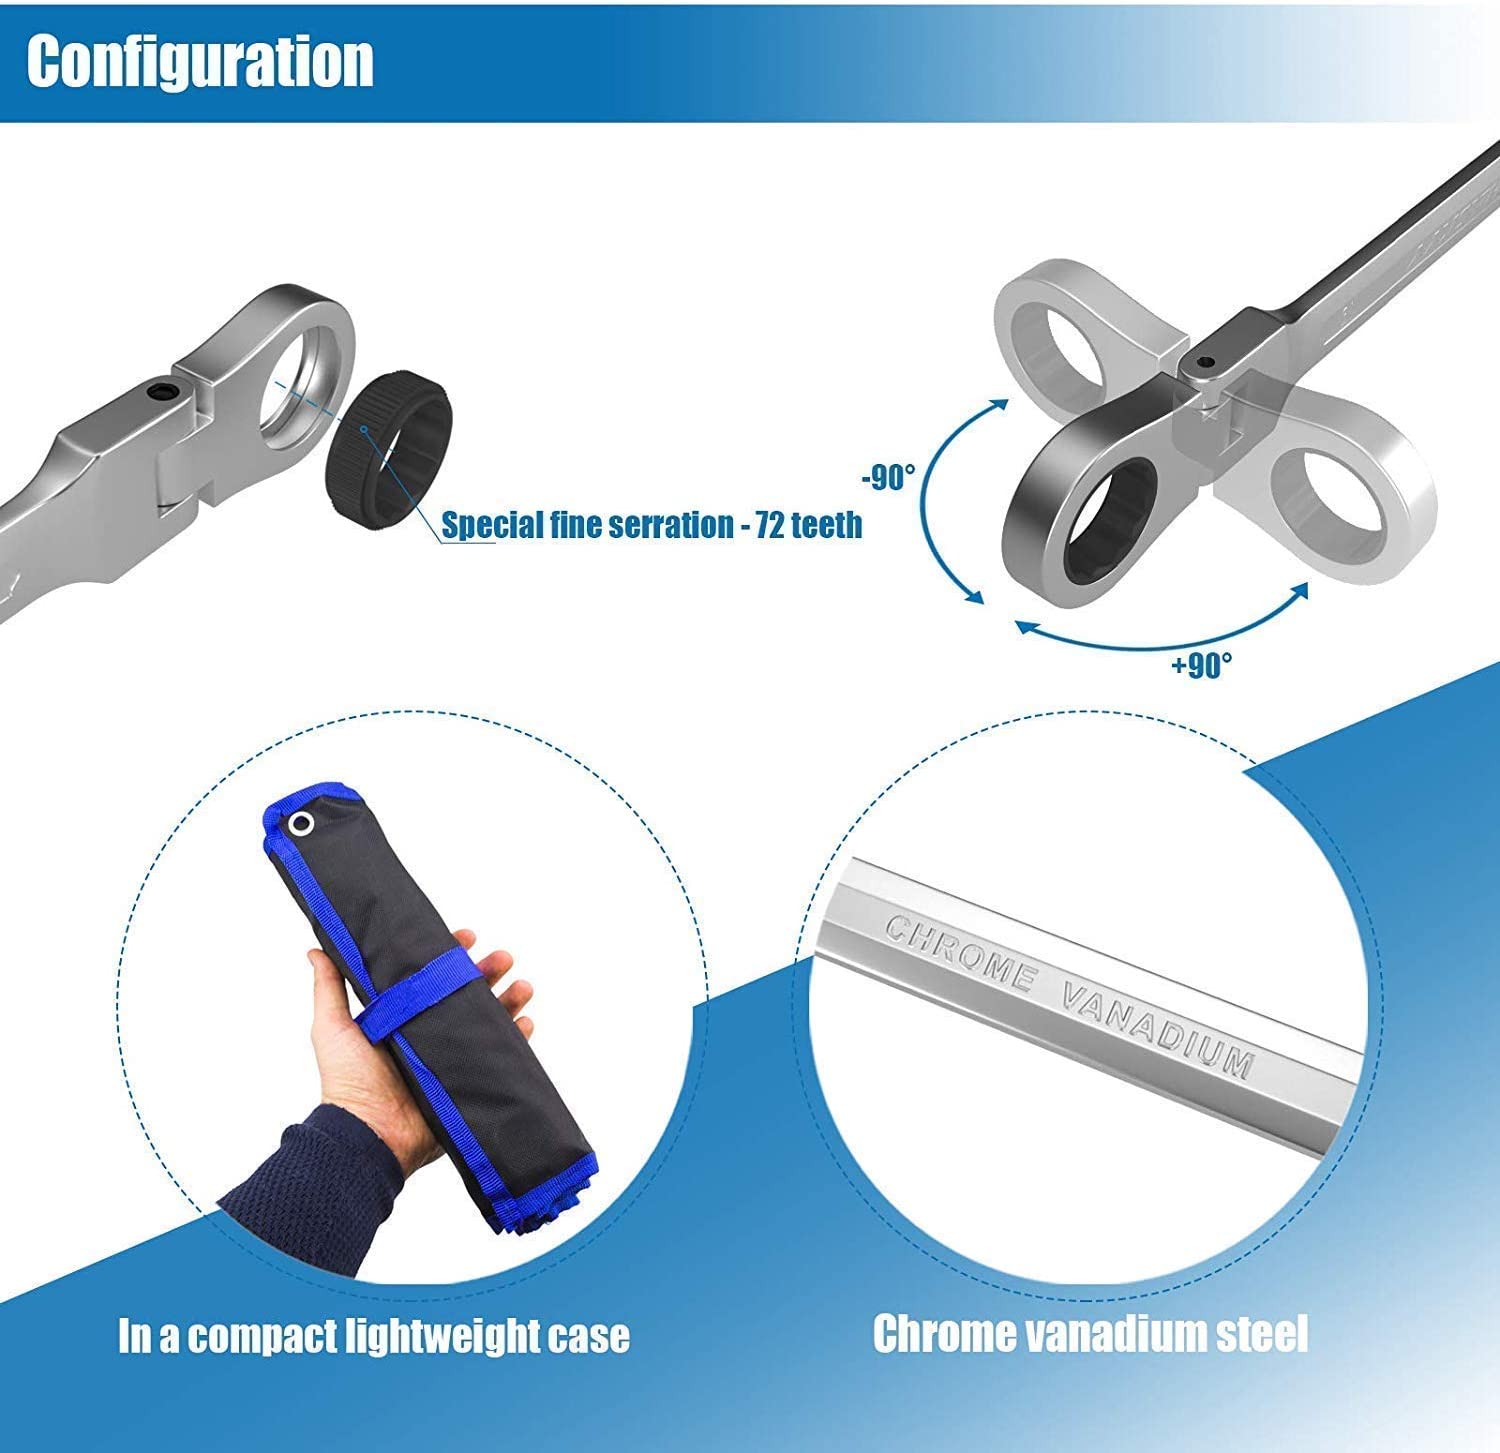 Configuration
Special fine serration - 72 teeth
-90°
+90°
CHROME VANADIUM
In a compact lightweight case
Chrome vanadium steel